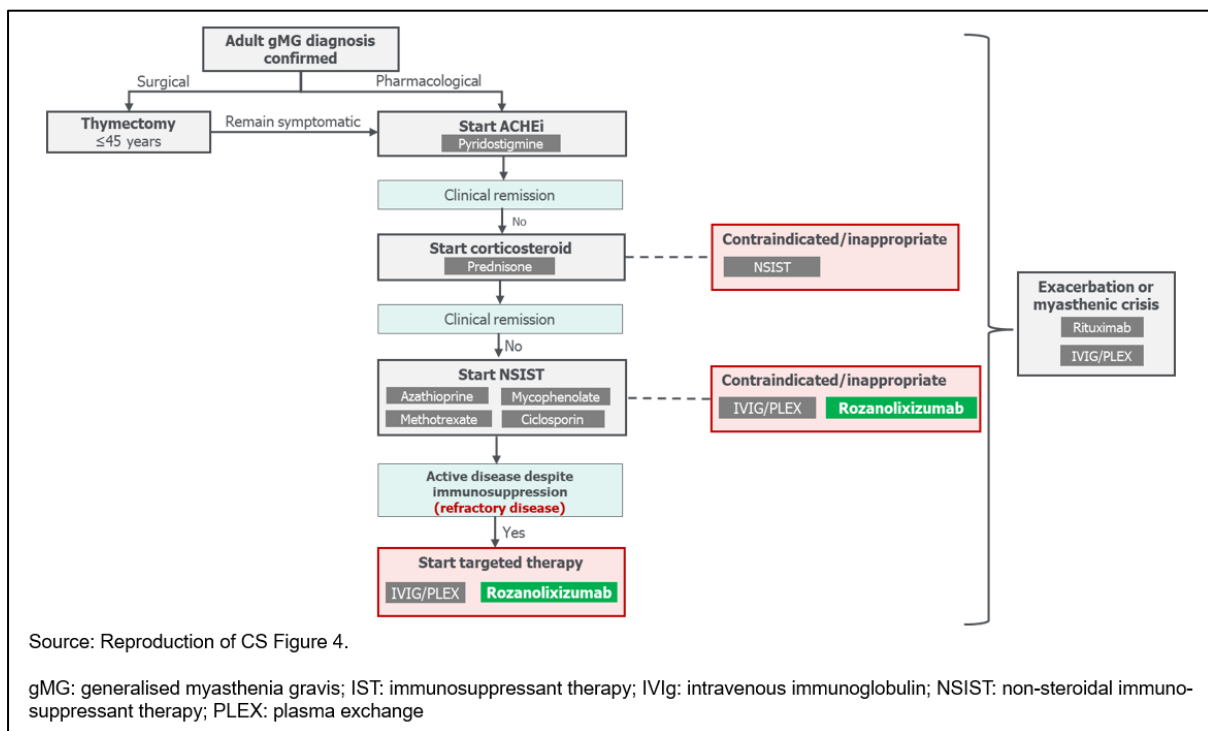 Adult gMG diagnosis
confirmed
Surgical
Pharmacological
Thymectomy
≤45 years
Remain symptomatic
Start ACHEi
Pyridostigmine
Clinical remission
No
Start corticosteroid
Prednisone
Contraindicated/inappropriate
NSIST
Clinical remission
No
Start NSIST
Azathioprine
Mycophenolate
Methotrexate
Ciclosporin
Contraindicated/inappropriate
IVIG/PLEX
Rozanolixizumab
Active disease despite
immunosuppression
(refractory disease)
Yes
Start targeted therapy
IVIG/PLEX
Rozanolixizumab
Exacerbation or
myasthenic crisis
Rituximab
IVIG/PLEX
Source: Reproduction of CS Figure 4.
gMG: generalised myasthenia gravis; IST: immunosuppressant therapy; IVIg: intravenous immunoglobulin; NSIST: non-steroidal immuno-
suppressant therapy; PLEX: plasma exchange